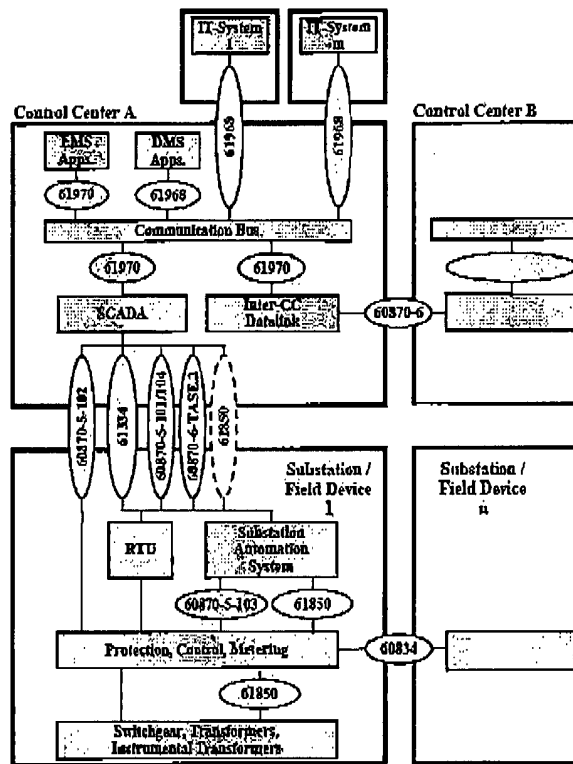 IT-System
1
IT-System
m
61968
61968
Control Center A
Control Center B
EMS
Apps.
DMS
Apps.
61970
61968
Communication Bus
61970
61970
SCADA
Inter-CC
Datalink
60870-6
60870-5-102
61334
60870-5-101/104
60870-6-TASE.2
61850
Substation /
Field Device
1
Substation /
Field Device
n
RTU
Substation
Automation
System
60870-5-103
61850
Protection, Control, Metering
60834
61850
Switchgear, Transformers,
Instrumental Transformers